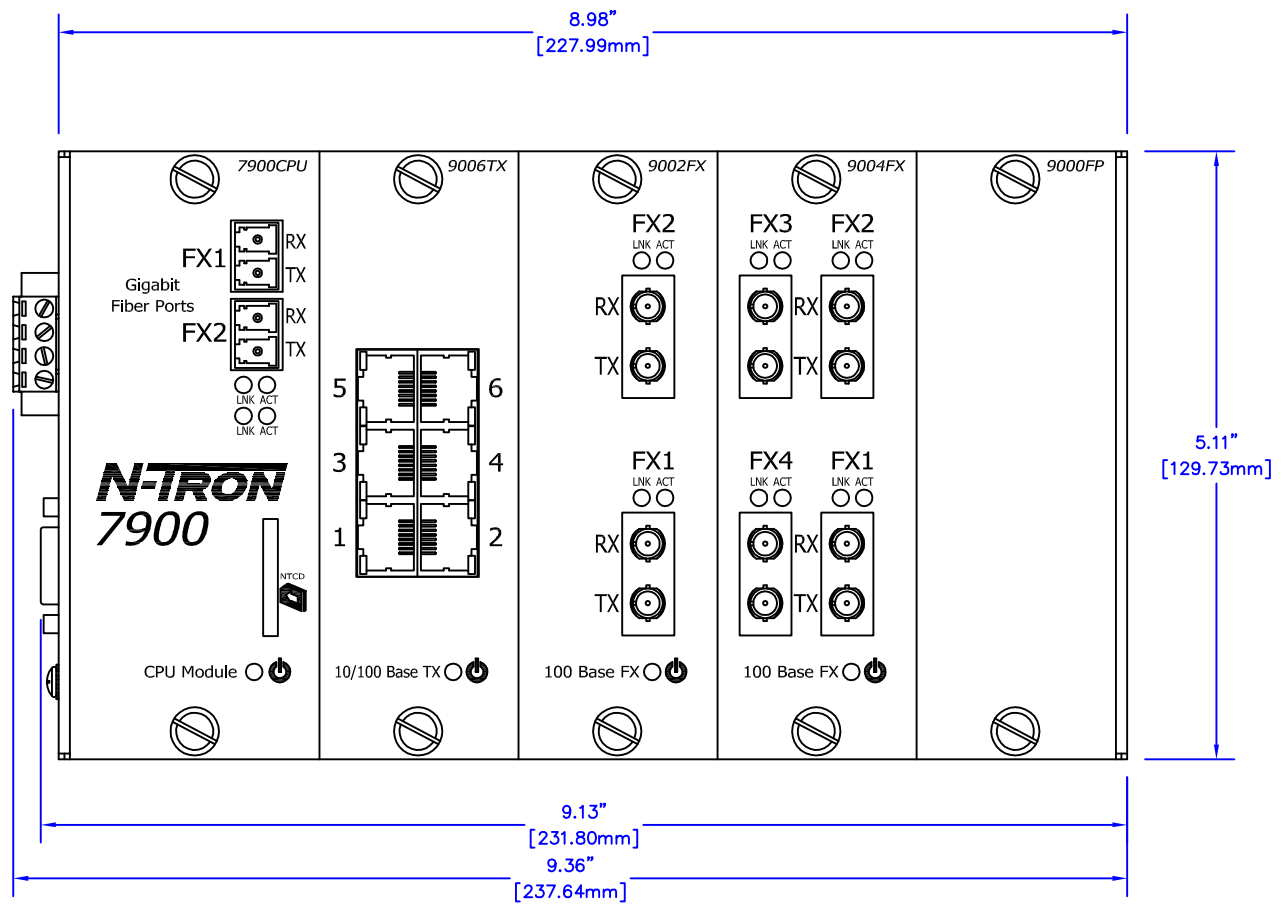 8.98”
[227.99mm]
7900CPU
9006TX
9002FX
9004FX
9000FP
FX1
RX
TX
Gigabit
Fiber Ports
FX2
RX
TX
LNK ACT
LNK ACT
N-TRON
7900
NTCD
CPU Module
5 6
3 4
1 2
10/100 Base TX
FX2
LNK ACT
RX
TX
FX1
LNK ACT
RX
TX
100 Base FX
FX3 FX2
LNK ACT LNK ACT
RX
TX
FX4 FX1
LNK ACT LNK ACT
RX
TX
100 Base FX
5.11”
[129.73mm]
9.13”
[231.80mm]
9.36”
[237.64mm]